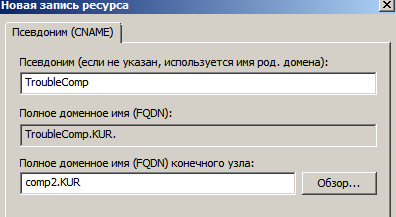 Новая запись ресурса
Псевдоним (CNAME)
Псевдоним (если не указан, используется имя род. домена):
TroubleComp
Полное доменное имя (FQDN):
TroubleComp.KUR.
Полное доменное имя (FQDN) конечного узла:
comp2.KUR
Обзор...